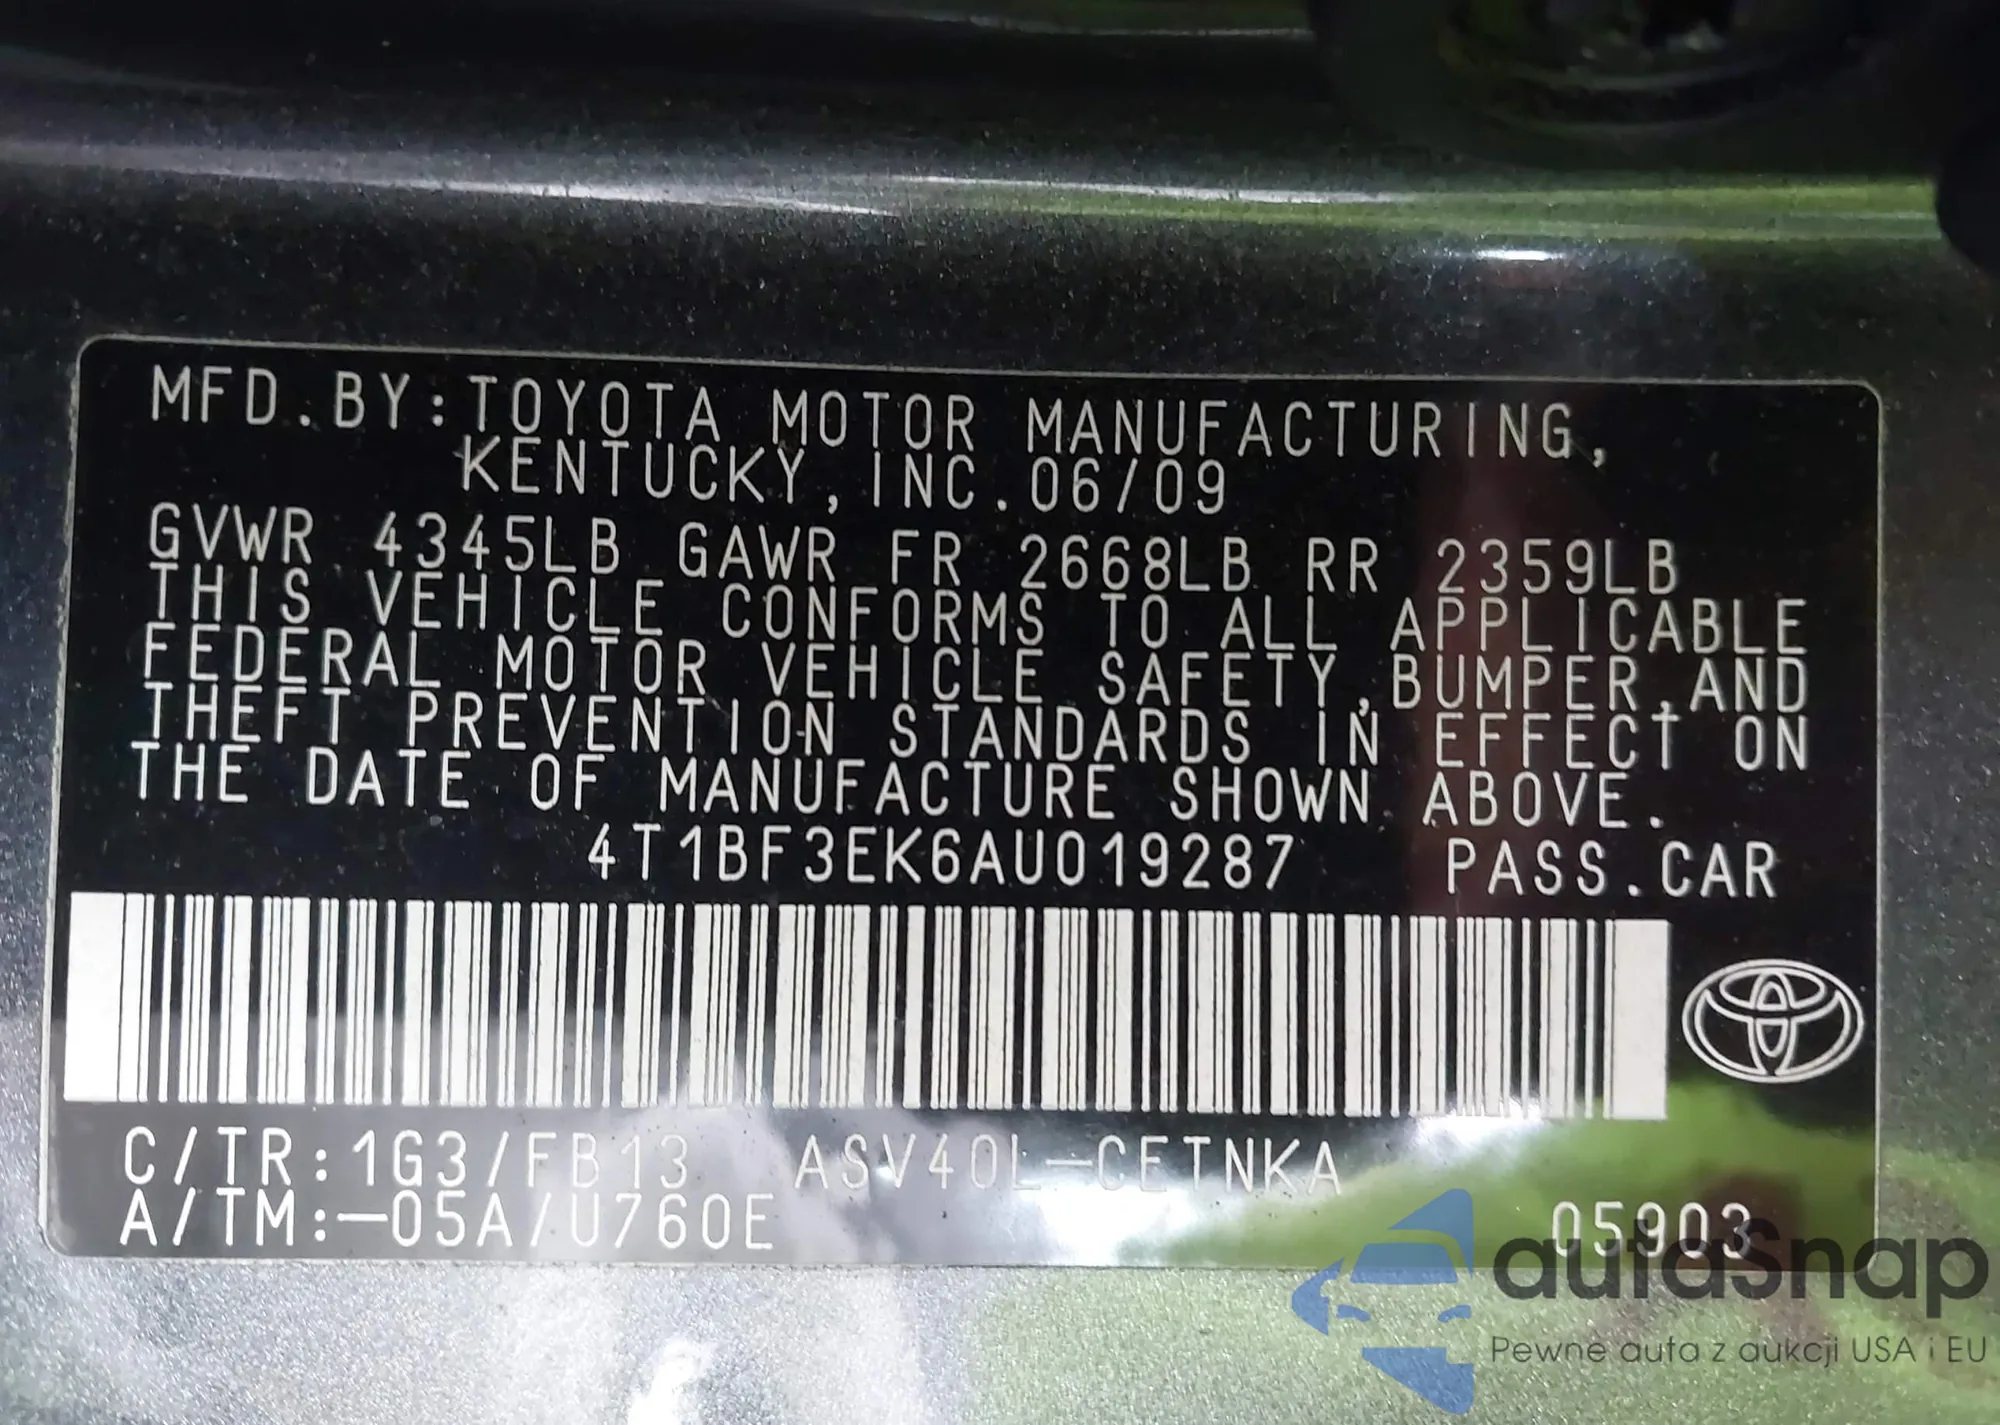 MFD.BY:TOYOTA MOTOR MANUFACTURING,
KENTUCKY,INC.06/09
GVWR 4345LB GAWR FR 2668LB RR 2359LB
THIS VEHICLE CONFORMS TO ALL APPLICABLE
FEDERAL MOTOR VEHICLE SAFETY,BUMPER,AND
THEFT PREVENTION STANDARDS IN EFFECT ON
THE DATE OF MANUFACTURE SHOWN ABOVE.
4T1BF3EK6AU019287 PASS.CAR
C/TR:1G3/FB13 ASV40L-CETNKA
A/TM:-05A/U760E
05903
autoSnap
Pewne auta z aukcji USA i EU